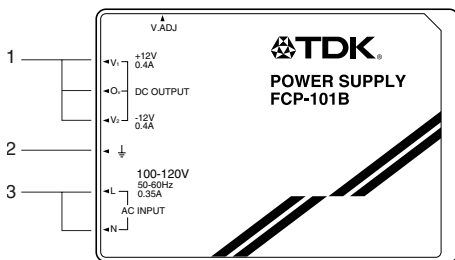 V.ADJ
TDK®
POWER SUPPLY
FCP-101B
1
V1
+12V
0.4A
O
DC OUTPUT
V2
-12V
0.4A
2
3
100-120V
50-60Hz
0.35A
L
AC INPUT
N